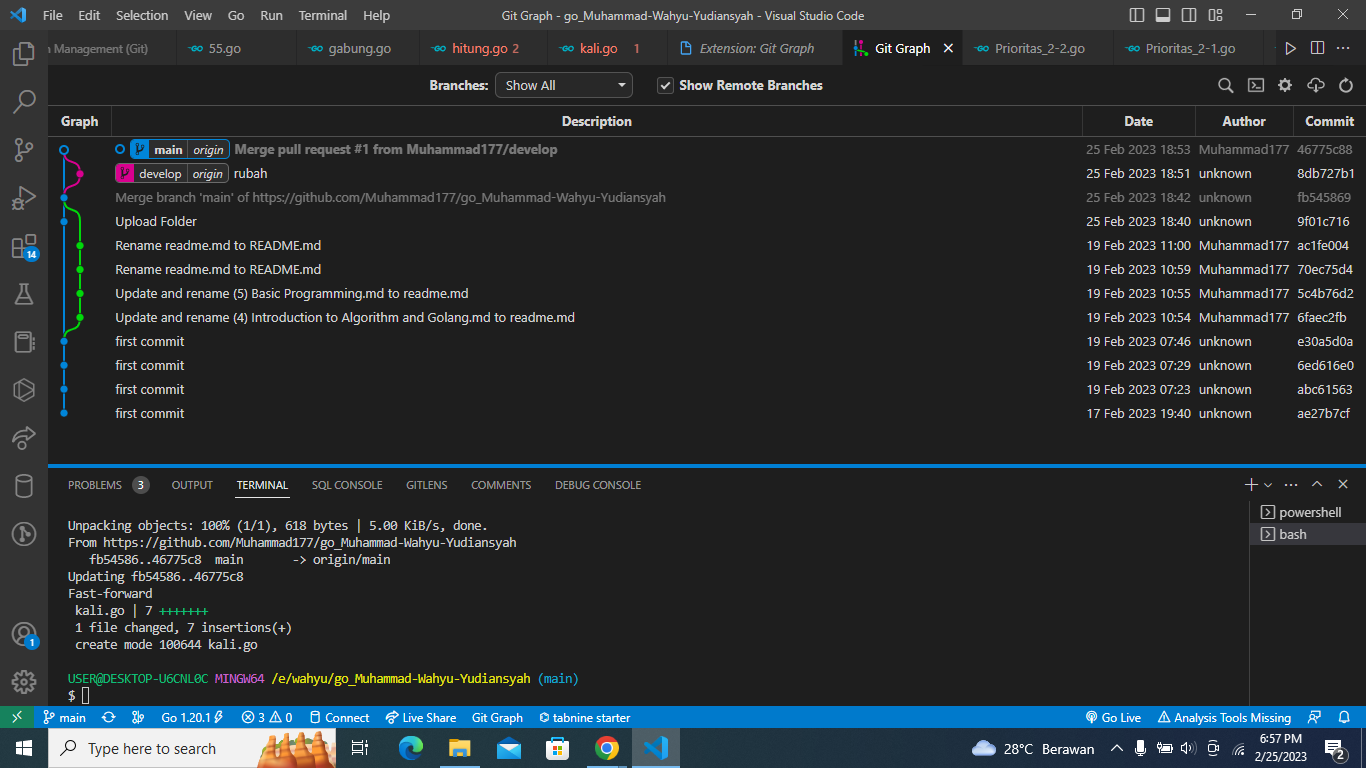 File Edit Selection View Go Run Terminal Help Git Graph - go_Muhammad-Wahyu-Yudiansyah - Visual Studio Code
n Management (Git) 55.go gabung.go hitung.go 2 kali.go 1 Extension: Git Graph Git Graph Prioritas_2-2.go Prioritas_2-1.go
Branches: Show All Show Remote Branches
Graph Description Date Author Commit
main origin Merge pull request #1 from Muhammad177/develop 25 Feb 2023 18:53 Muhammad177 46775c88
develop origin rubah 25 Feb 2023 18:51 unknown 8db727b1
Merge branch 'main' of https://github.com/Muhammad177/go_Muhammad-Wahyu-Yudiansyah 25 Feb 2023 18:42 unknown fb545869
Upload Folder 25 Feb 2023 18:40 unknown 9f01c716
Rename readme.md to README.md 19 Feb 2023 11:00 Muhammad177 ac1fe004
Rename readme.md to README.md 19 Feb 2023 10:59 Muhammad177 70ec75d4
Update and rename (5) Basic Programming.md to readme.md 19 Feb 2023 10:55 Muhammad177 5c4b76d2
Update and rename (4) Introduction to Algorithm and Golang.md to readme.md 19 Feb 2023 10:54 Muhammad177 6faec2fb
first commit 19 Feb 2023 07:46 unknown e30a5d0a
first commit 19 Feb 2023 07:29 unknown 6ed616e0
first commit 19 Feb 2023 07:23 unknown abc61563
first commit 17 Feb 2023 19:40 unknown ae27b7cf
14
PROBLEMS 3 OUTPUT TERMINAL SQL CONSOLE GITLENS COMMENTS DEBUG CONSOLE
powershell
bash
Unpacking objects: 100% (1/1), 618 bytes | 5.00 KiB/s, done.
From https://github.com/Muhammad177/go_Muhammad-Wahyu-Yudiansyah
fb54586..46775c8 main -> origin/main
Updating fb54586..46775c8
Fast-forward
kali.go | 7 +++++++
1 file changed, 7 insertions(+)
create mode 100644 kali.go
USER@DESKTOP-U6CNL0C MINGW64 /e/wahyu/go_Muhammad-Wahyu-Yudiansyah (main)
$
1
main Go 1.20.1 3 0 Connect Live Share Git Graph tabnine starter Go Live Analysis Tools Missing
Type here to search 28°C Berawan 6:57 PM
2/25/2023 2